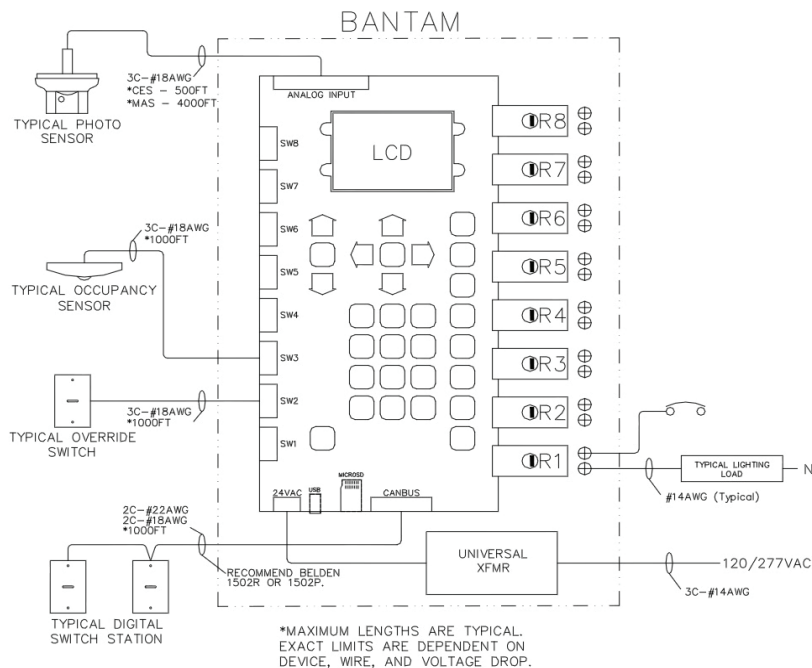 BANTAM
3C-#18AWG
*CES - 500FT
*MAS - 4000FT
TYPICAL PHOTO
SENSOR
ANALOG INPUT
LCD
SW8
SW7
SW6
SW5
SW4
SW3
SW2
SW1
R8
R7
R6
R5
R4
R3
R2
R1
3C-#18AWG
*1000FT
TYPICAL OCCUPANCY
SENSOR
3C-#18AWG
*1000FT
TYPICAL OVERRIDE
SWITCH
TYPICAL LIGHTING
LOAD
N
#14AWG (Typical)
24VAC
USB
MICROSD
CANBUS
2C-#22AWG
2C-#18AWG
*1000FT
RECOMMEND BELDEN
1502R OR 1502P.
UNIVERSAL
XFMR
120/277VAC
3C-#14AWG
TYPICAL DIGITAL
SWITCH STATION
*MAXIMUM LENGTHS ARE TYPICAL.
EXACT LIMITS ARE DEPENDENT ON
DEVICE, WIRE, AND VOLTAGE DROP.